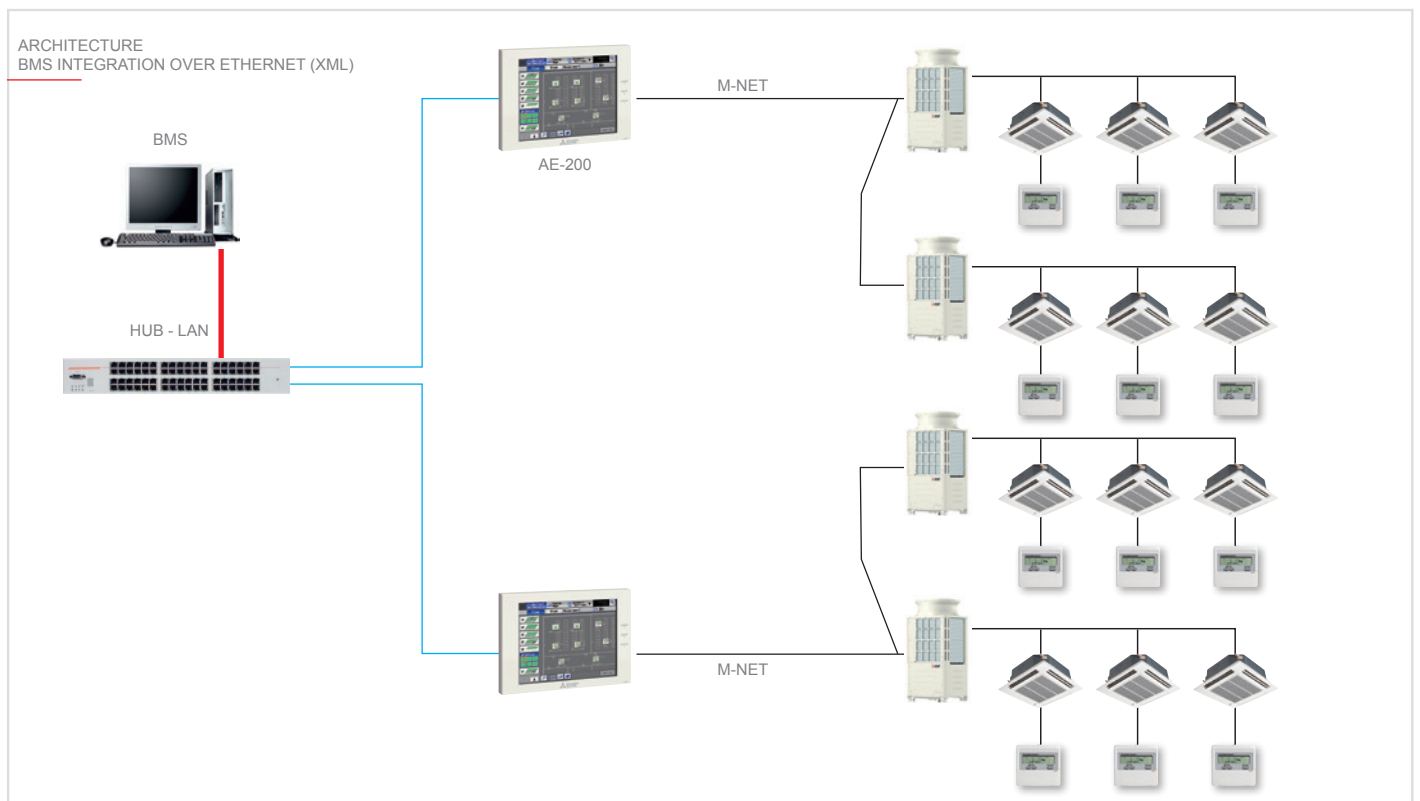 ARCHITECTURE
BMS INTEGRATION OVER ETHERNET (XML)
BMS
HUB - LAN
AE-200
M-NET
M-NET